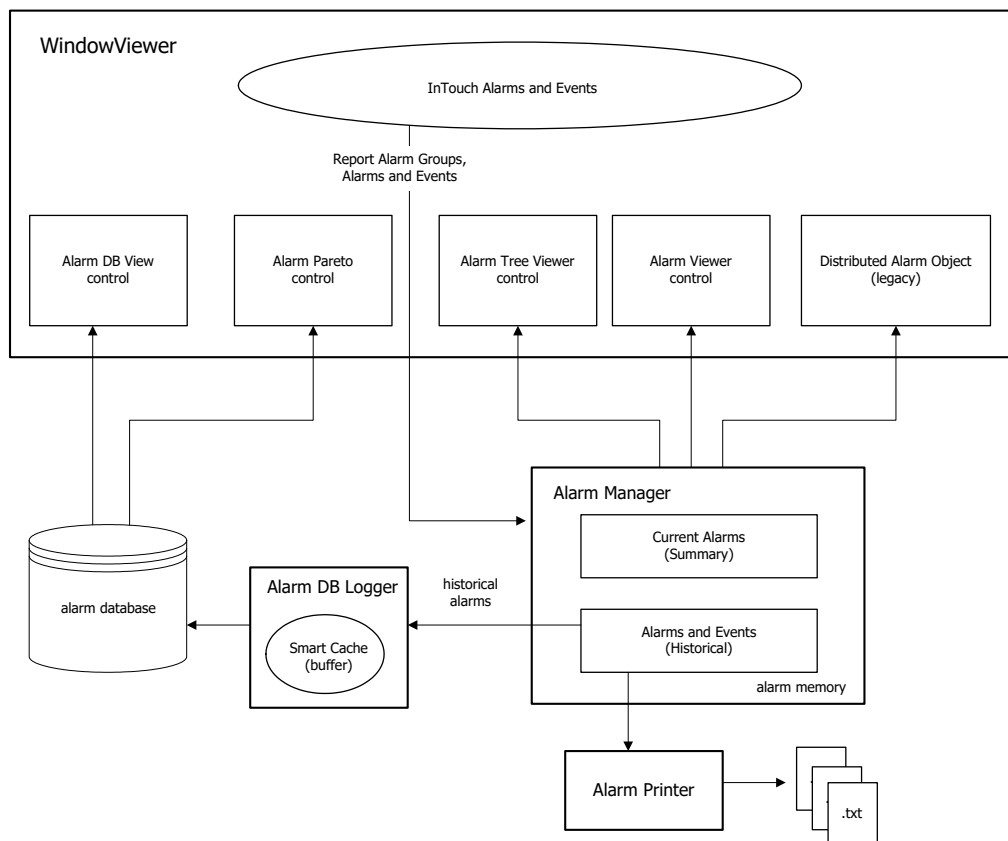 WindowViewer
InTouch Alarms and Events
Report Alarm Groups,
Alarms and Events
Alarm DB View
control
Alarm Pareto
control
Alarm Tree Viewer
control
Alarm Viewer
control
Distributed Alarm Object
(legacy)
Alarm Manager
Current Alarms
(Summary)
alarm database
Alarm DB Logger
Smart Cache
(buffer)
historical
alarms
Alarms and Events
(Historical)
alarm memory
Alarm Printer
.txt